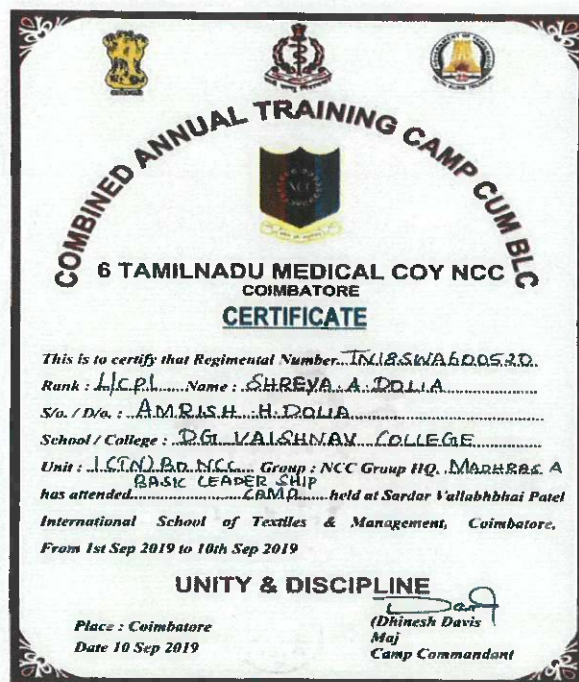 COMBINED ANNUAL TRAINING CAMP CUM BLC
NCC
6 TAMILNADU MEDICAL COY NCC
COIMBATORE
CERTIFICATE
This is to certify that Regimental Number TN18SWA600520
Rank : L/CPL Name : SHREYA. A. DOLIA
S/o. / D/o. : AMRISH. H. DOLIA
School / College : DG VAISHNAV COLLEGE
Unit : 1(TN) BN NCC Group : NCC Group HQ. MADHRAS A
BASIC LEADER SHIP
has attended CAMP held at Sardar Vallabhbhai Patel
International School of Textiles & Management, Coimbatore,
From 1st Sep 2019 to 10th Sep 2019
UNITY & DISCIPLINE
Place : Coimbatore
Date 10 Sep 2019
(Dhinesh Davis
Maj
Camp Commandant